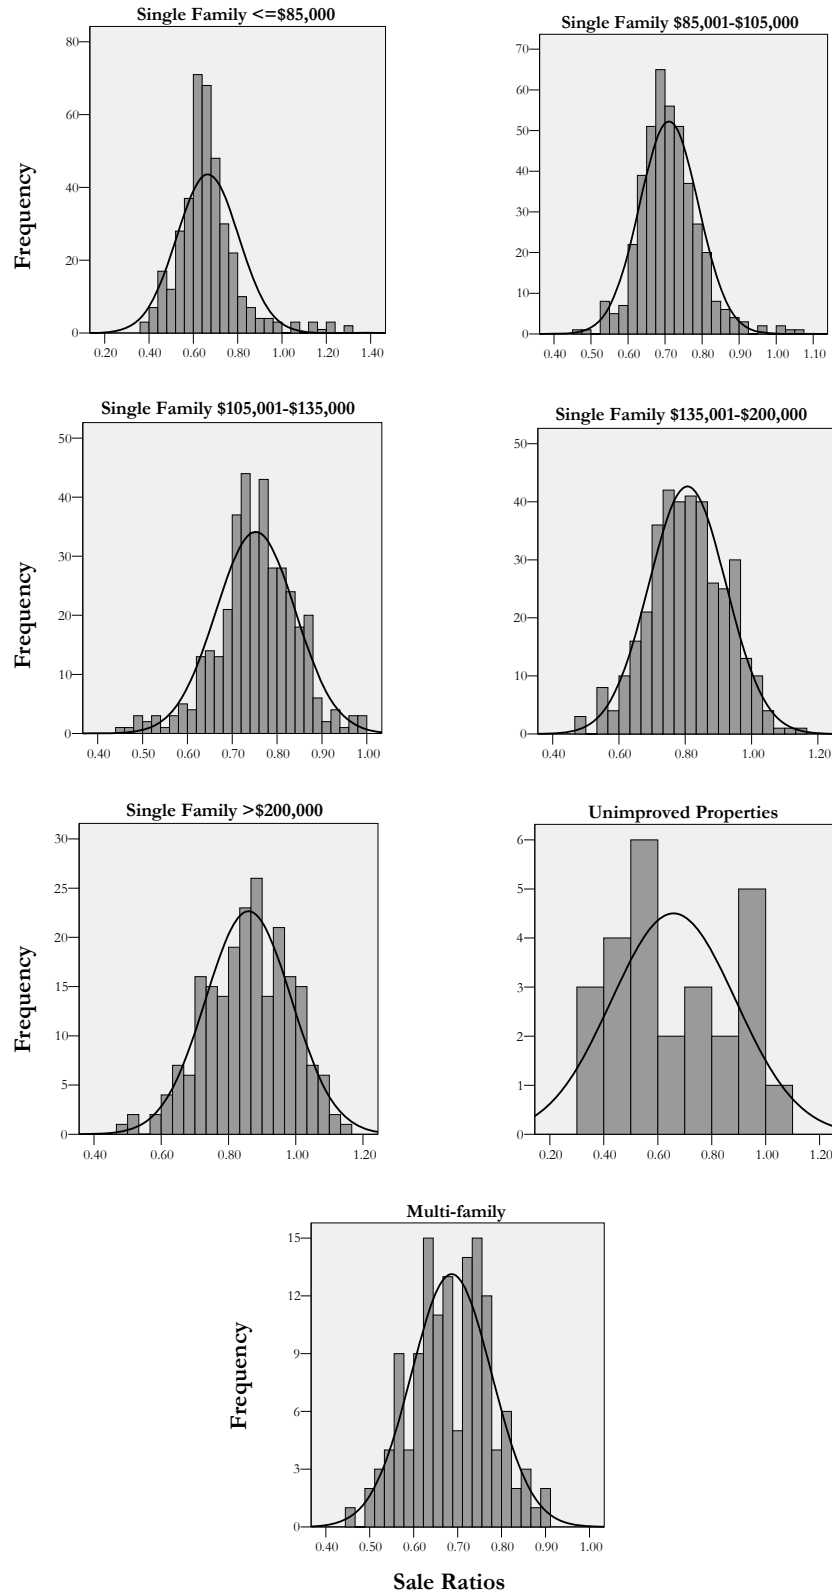 Single Family <=$85,000
Frequency
80
60
40
20
0
0.20 0.40 0.60 0.80 1.00 1.20 1.40
Single Family $85,001-$105,000
70
60
50
40
30
20
10
0
0.40 0.50 0.60 0.70 0.80 0.90 1.00 1.10
Single Family $105,001-$135,000
Frequency
50
40
30
20
10
0
0.40 0.50 0.60 0.70 0.80 0.90 1.00
Single Family $135,001-$200,000
50
40
30
20
10
0
0.40 0.60 0.80 1.00 1.20
Single Family >$200,000
Frequency
30
25
20
15
10
5
0
0.40 0.60 0.80 1.00 1.20
Unimproved Properties
6
5
4
3
2
1
0
0.20 0.40 0.60 0.80 1.00 1.20
Multi-family
Frequency
15
12
9
6
3
0
0.40 0.50 0.60 0.70 0.80 0.90 1.00
Sale Ratios